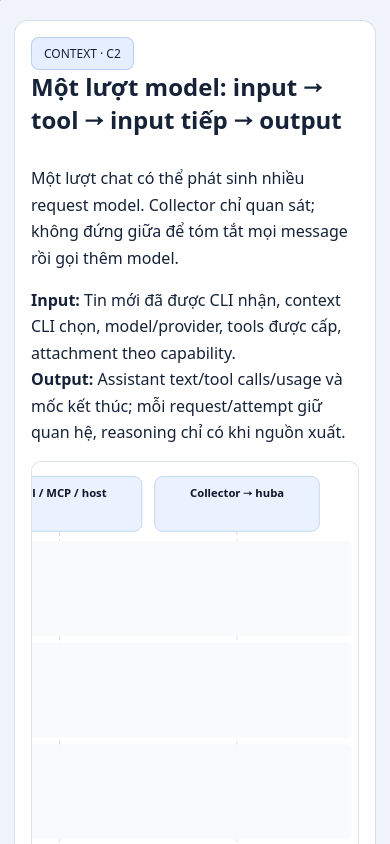 CONTEXT · C2
Một lượt model: input →
tool → input tiếp → output
Một lượt chat có thể phát sinh nhiều
request model. Collector chỉ quan sát;
không đứng giữa để tóm tắt mọi message
rồi gọi thêm model.
Input: Tin mới đã được CLI nhận, context
CLI chọn, model/provider, tools được cấp,
attachment theo capability.
Output: Assistant text/tool calls/usage và
mốc kết thúc; mỗi request/attempt giữ
quan hệ, reasoning chỉ có khi nguồn xuất.
/ MCP / host
Collector → huba